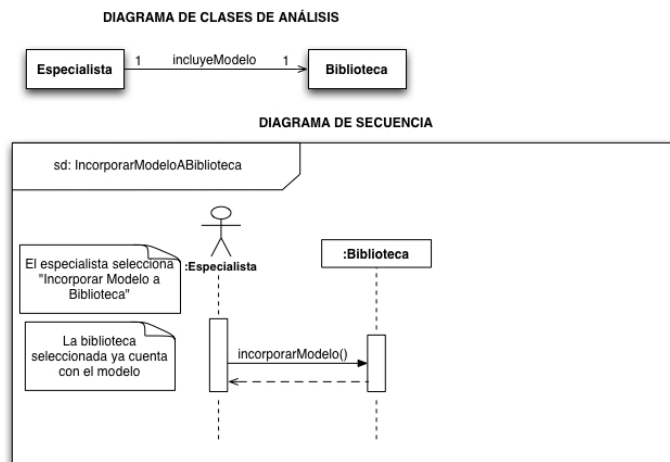 DIAGRAMA DE CLASES DE ANÁLISIS
Especialista
1
incluyeModelo
1
Biblioteca
DIAGRAMA DE SECUENCIA
sd: IncorporarModeloABiblioteca
El especialista selecciona
"Incorporar Modelo a
Biblioteca"
:Especialista
:Biblioteca
La biblioteca
seleccionada ya cuenta
con el modelo
incorporarModelo()